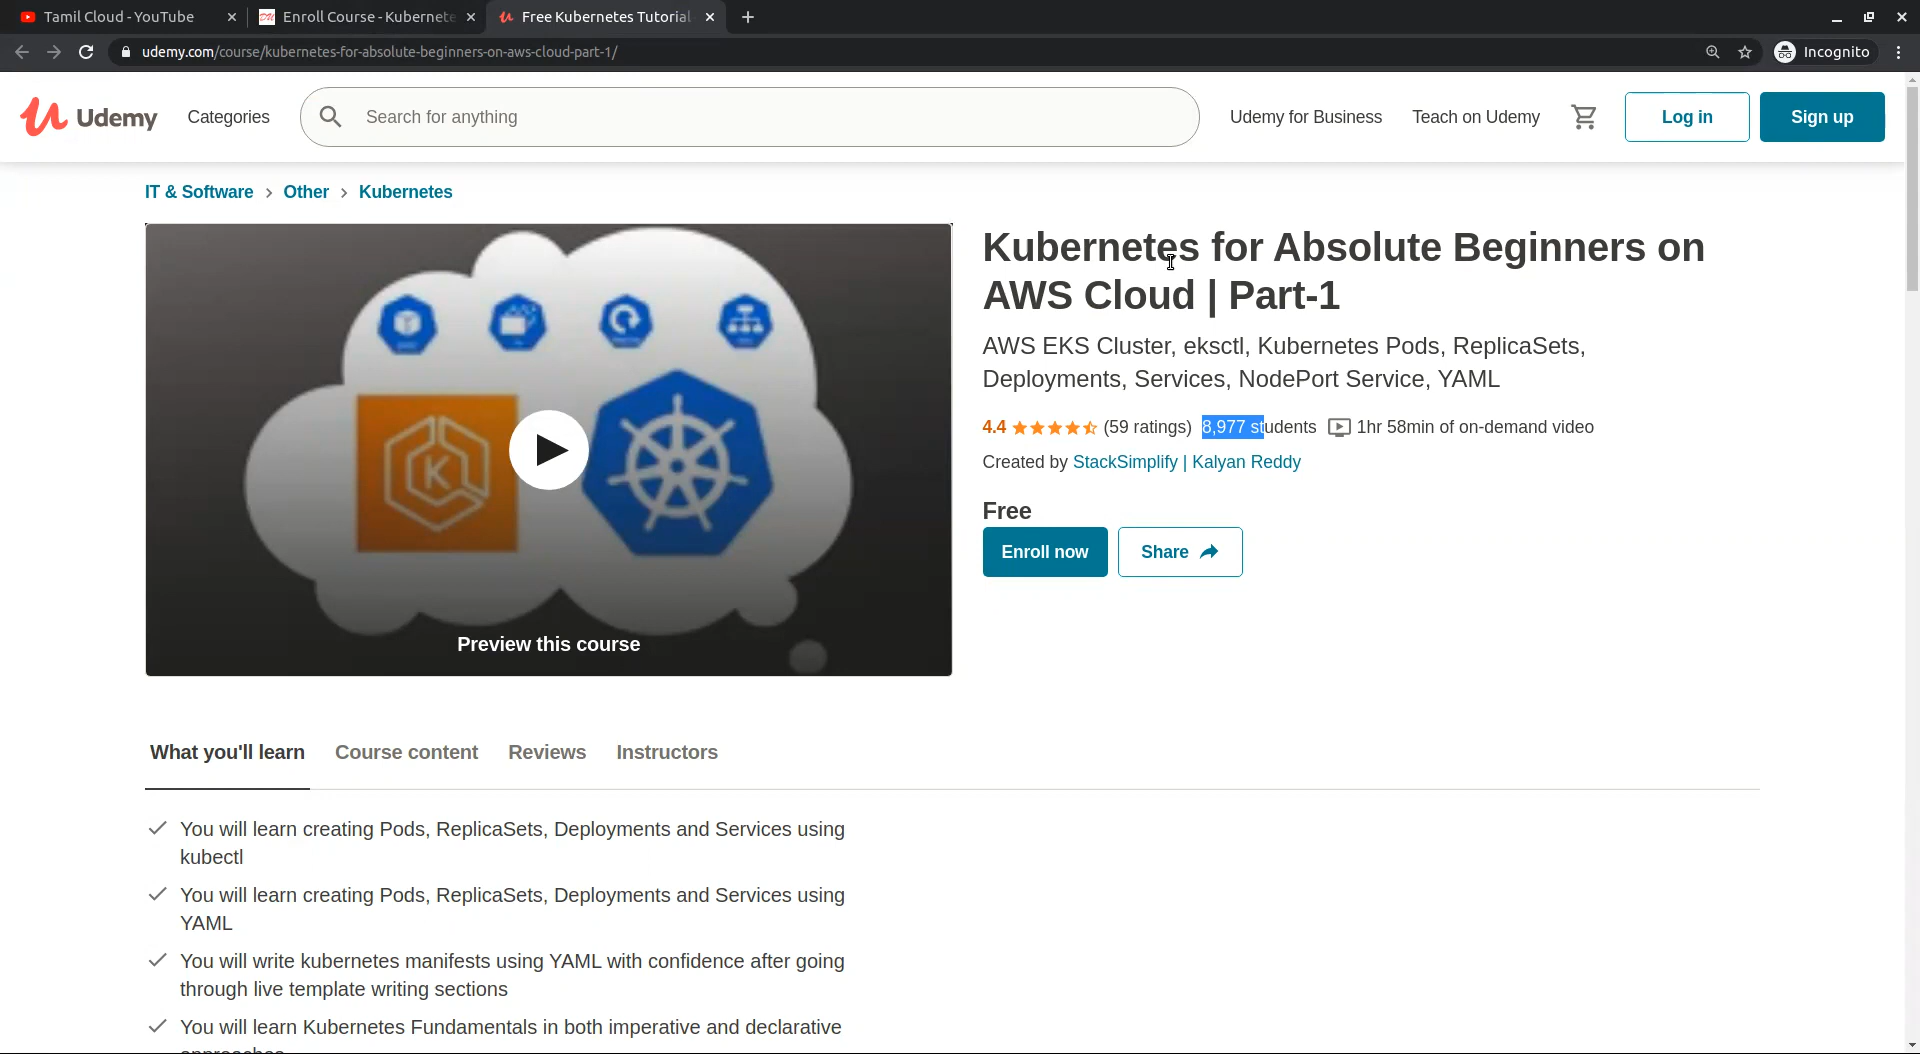 Tamil Cloud - YouTube
Enroll Course - Kubernete
Free Kubernetes Tutorial
udemy.com/course/kubernetes-for-absolute-beginners-on-aws-cloud-part-1/
Incognito
Udemy
Categories
Search for anything
Udemy for Business
Teach on Udemy
Log in
Sign up
IT & Software > Other > Kubernetes
Kubernetes for Absolute Beginners on
AWS Cloud | Part-1
AWS EKS Cluster, eksctl, Kubernetes Pods, ReplicaSets,
Deployments, Services, NodePort Service, YAML
4.4 (59 ratings) 8,977 students 1hr 58min of on-demand video
Created by StackSimplify | Kalyan Reddy
Free
Enroll now
Share
K
Preview this course
What you'll learn
Course content
Reviews
Instructors
You will learn creating Pods, ReplicaSets, Deployments and Services using
kubectl
You will learn creating Pods, ReplicaSets, Deployments and Services using
YAML
You will write kubernetes manifests using YAML with confidence after going
through live template writing sections
You will learn Kubernetes Fundamentals in both imperative and declarative